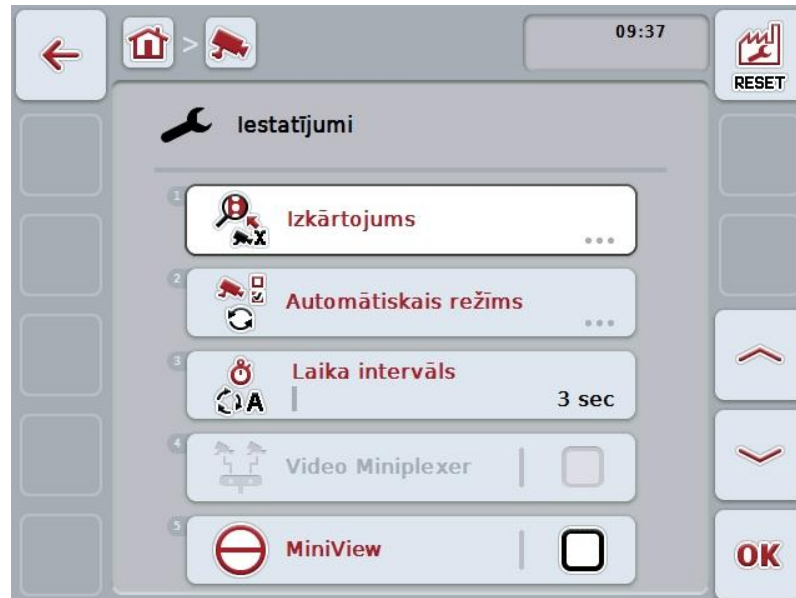 >
09:37
RESET
Iestatījumi
1
Izkārtojums
...
2
Automātiskais režīms
...
3
Laika intervāls
A
3 sec
4
Video Miniplexer
5
MiniView
OK